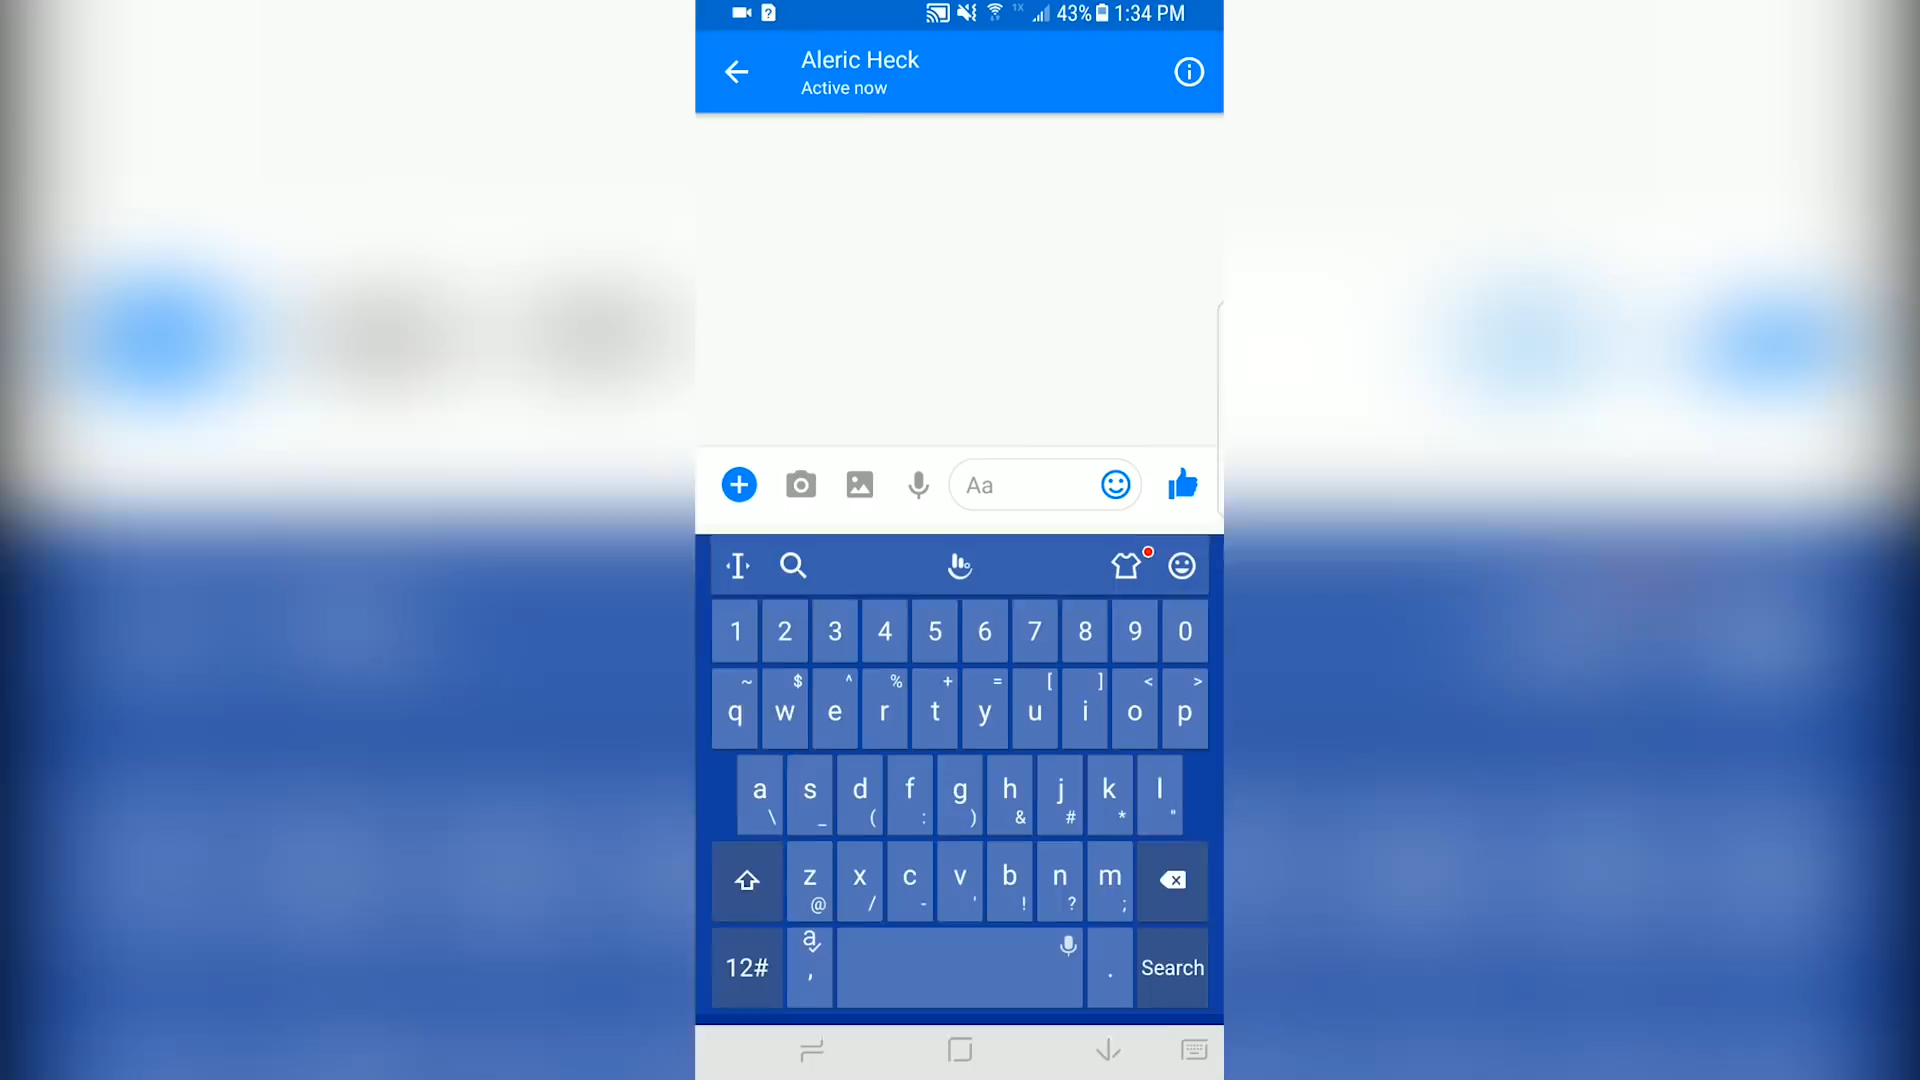 1X 43% 1:34 PM
Aleric Heck
Active now
Aa
1 2 3 4 5 6 7 8 9 0
~ $ ^ % + = [ ] < >
q w e r t y u i o p
a s d f g h j k l
\ _ ( : ) & # * "
z x c v b n m
@ / - ' ! ? ;
12# a , . Search